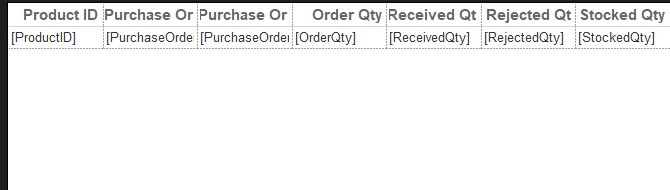 Product ID Purchase Or Purchase Or Order Qty Received Qt Rejected Qt Stocked Qty
[ProductID] [PurchaseOrde [PurchaseOrder [OrderQty] [ReceivedQty] [RejectedQty] [StockedQty]